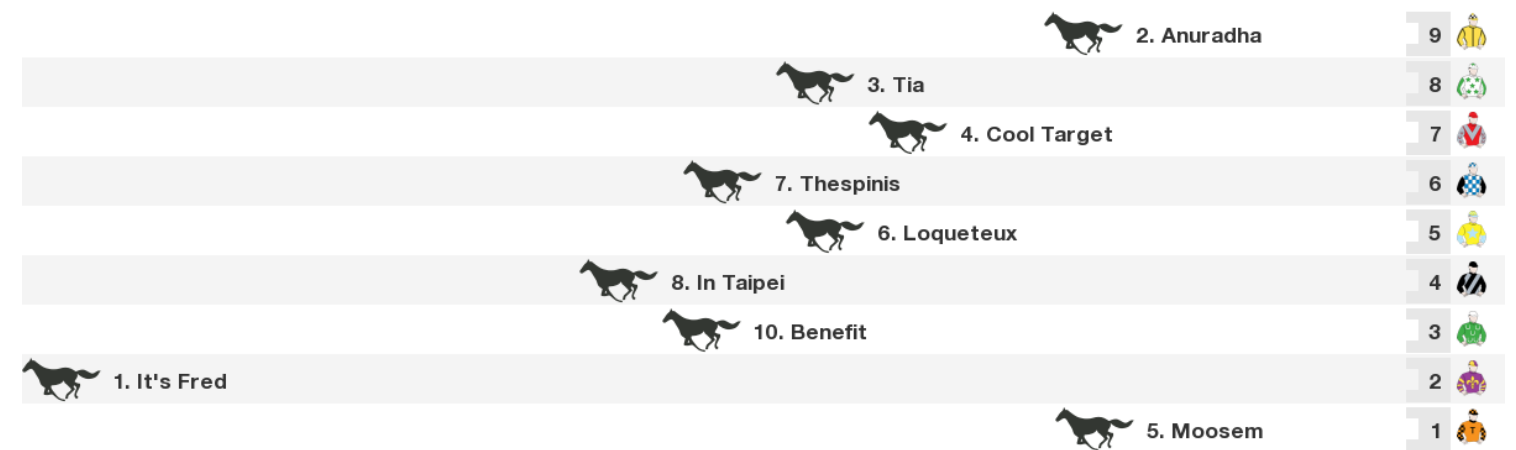 2. Anuradha 9
3. Tia 8
4. Cool Target 7
7. Thespinis 6
6. Loqueteux 5
8. In Taipei 4
10. Benefit 3
1. It's Fred 2
5. Moosem 1
T